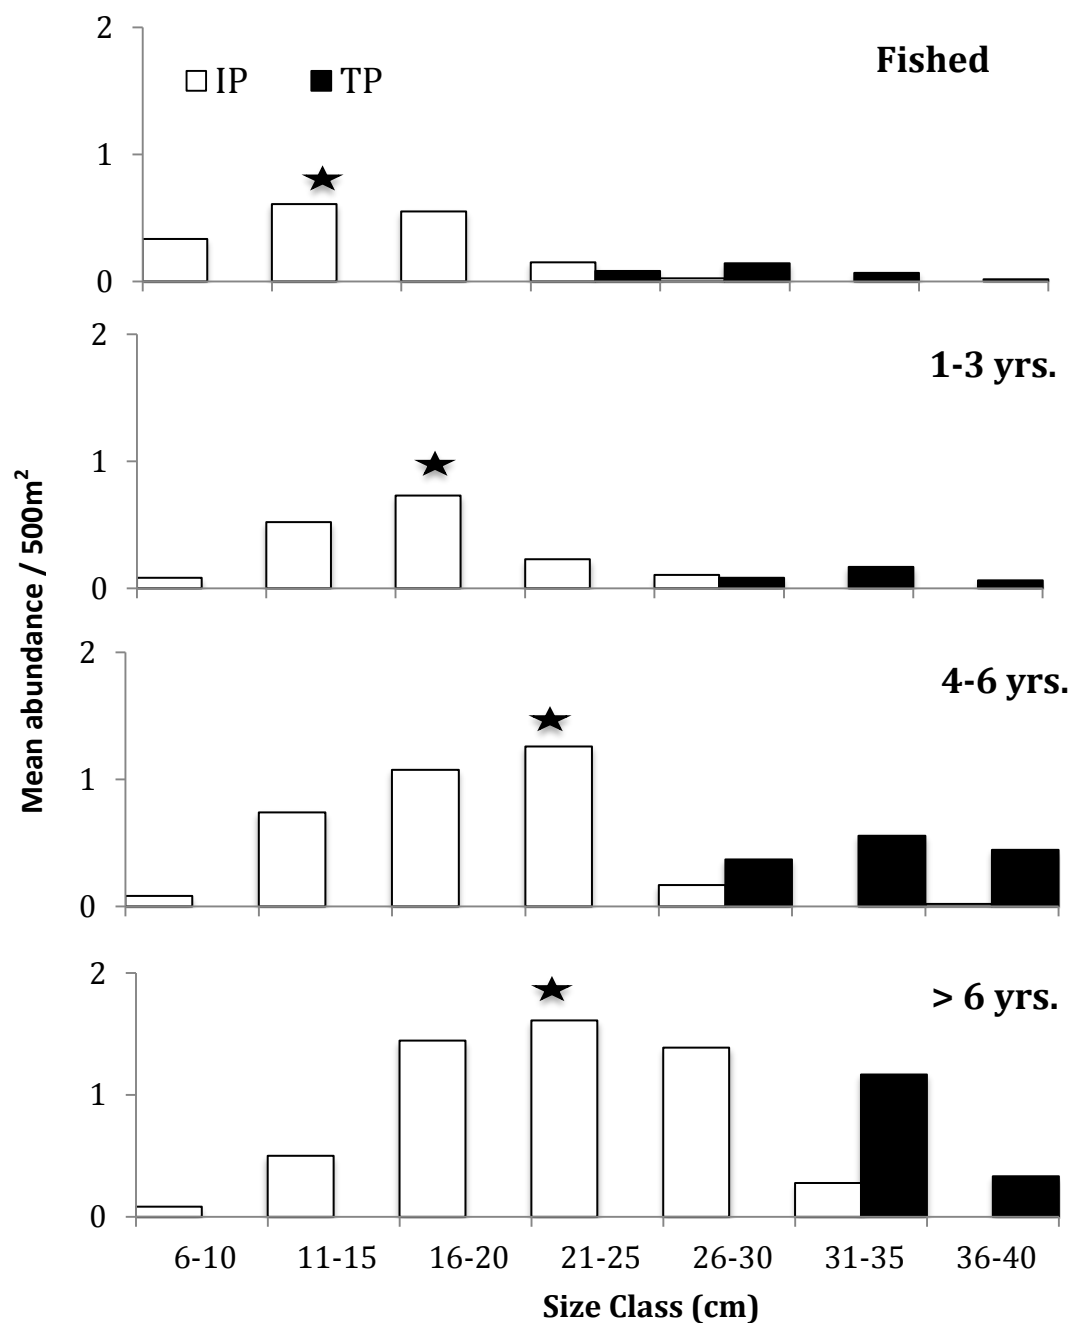 2
Fished
IP TP
1
0
2
1-3 yrs.
1
0
Mean abundance / 500m²
2
4-6 yrs.
1
0
2
> 6 yrs.
1
0
6-10 11-15 16-20 21-25 26-30 31-35 36-40
Size Class (cm)